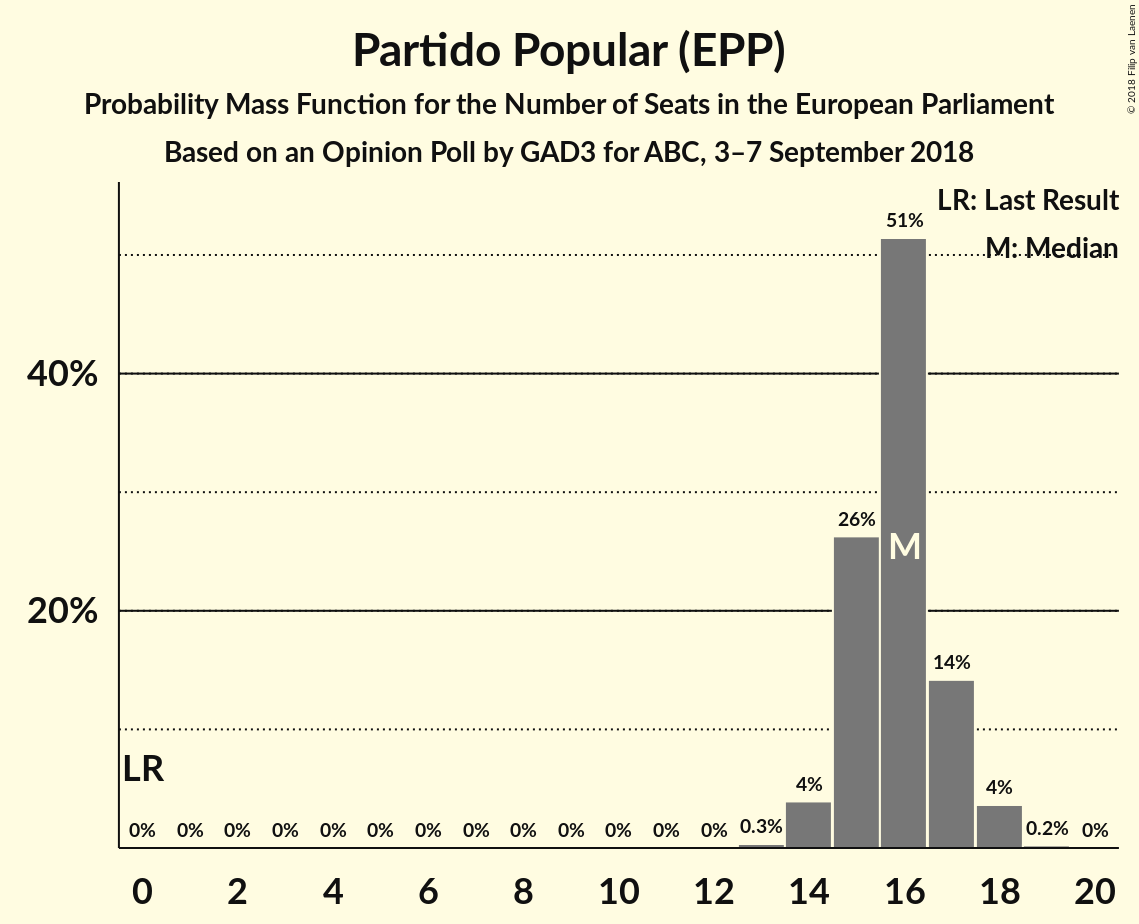 Partido Popular (EPP)
Probability Mass Function for the Number of Seats in the European Parliament
Based on an Opinion Poll by GAD3 for ABC, 3–7 September 2018
© 2018 Filip van Laenen
LR: Last Result
M: Median
51%
40%
26%
M
20%
14%
LR
4%
4%
0% 0% 0% 0% 0% 0% 0% 0% 0% 0% 0% 0% 0% 0.3% 0.2% 0%
0 2 4 6 8 10 12 14 16 18 20